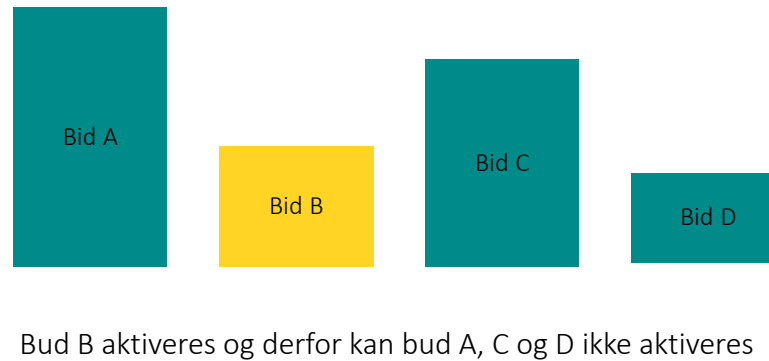 Bid A
Bid B
Bid C
Bid D
Bud B aktiveres og derfor kan bud A, C og D ikke aktiveres